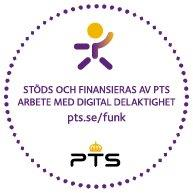 STÖDS OCH FINANSIERAS AV PTS
ARBETE MED DIGITAL DELAKTIGHET
pts.se/funk
PTS